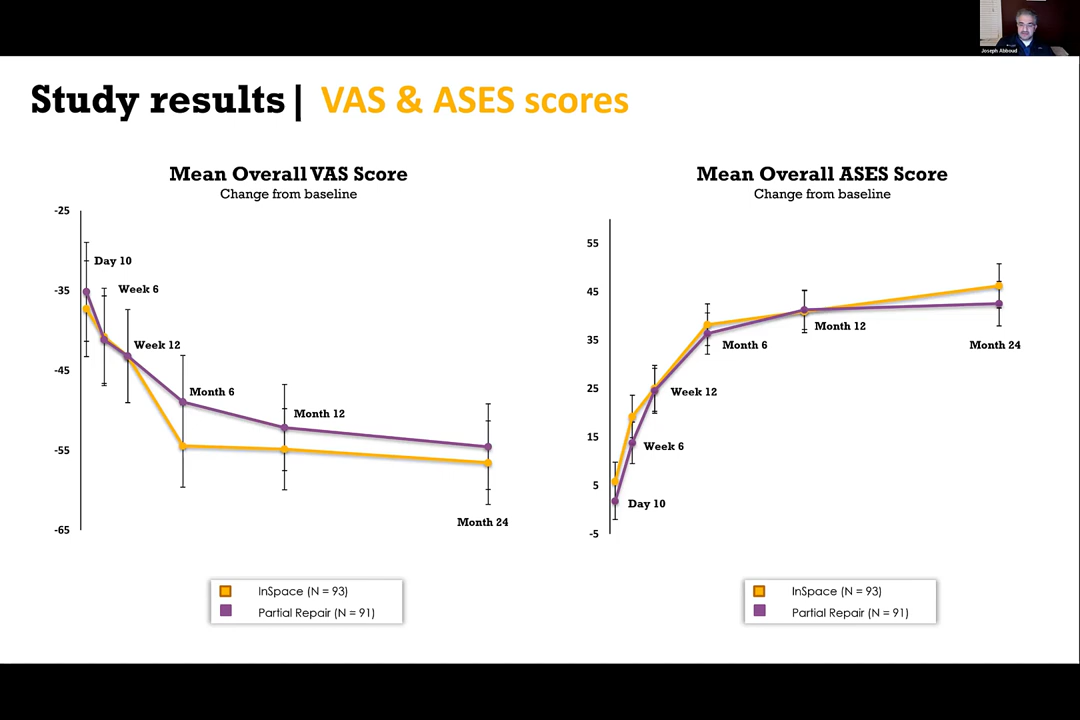 Joseph Abboud
Study results| VAS & ASES scores
Mean Overall VAS Score
Change from baseline
-25
-35
-45
-55
-65
Day 10
Week 6
Week 12
Month 6
Month 12
Month 24
InSpace (N = 93)
Partial Repair (N = 91)
Mean Overall ASES Score
Change from baseline
55
45
35
25
15
5
-5
Day 10
Week 6
Week 12
Month 6
Month 12
Month 24
InSpace (N = 93)
Partial Repair (N = 91)